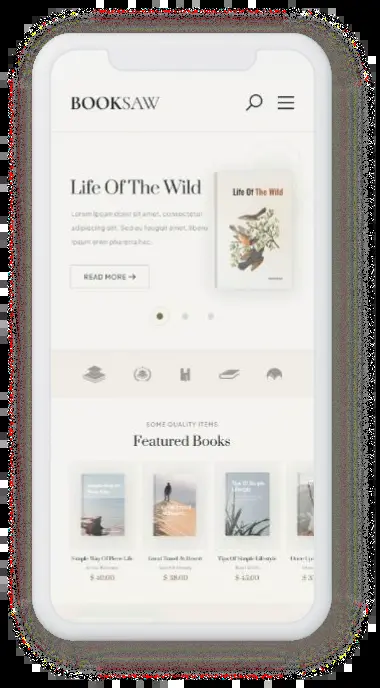 BOOKSAW
Life Of The Wild
Lorem ipsum dolor sit amet, consectetur
adipiscing elit. Sed eu feugiat amet, libero
ipsum enim pharetra hac.
READ MORE →
Life Of The Wild
SOME QUALITY ITEMS
Featured Books
Simple Way Of Piece Life
Great Travel At Desert
Tips Of Simple Lifestyle
$ 40.00
$ 38.00
$ 45.00